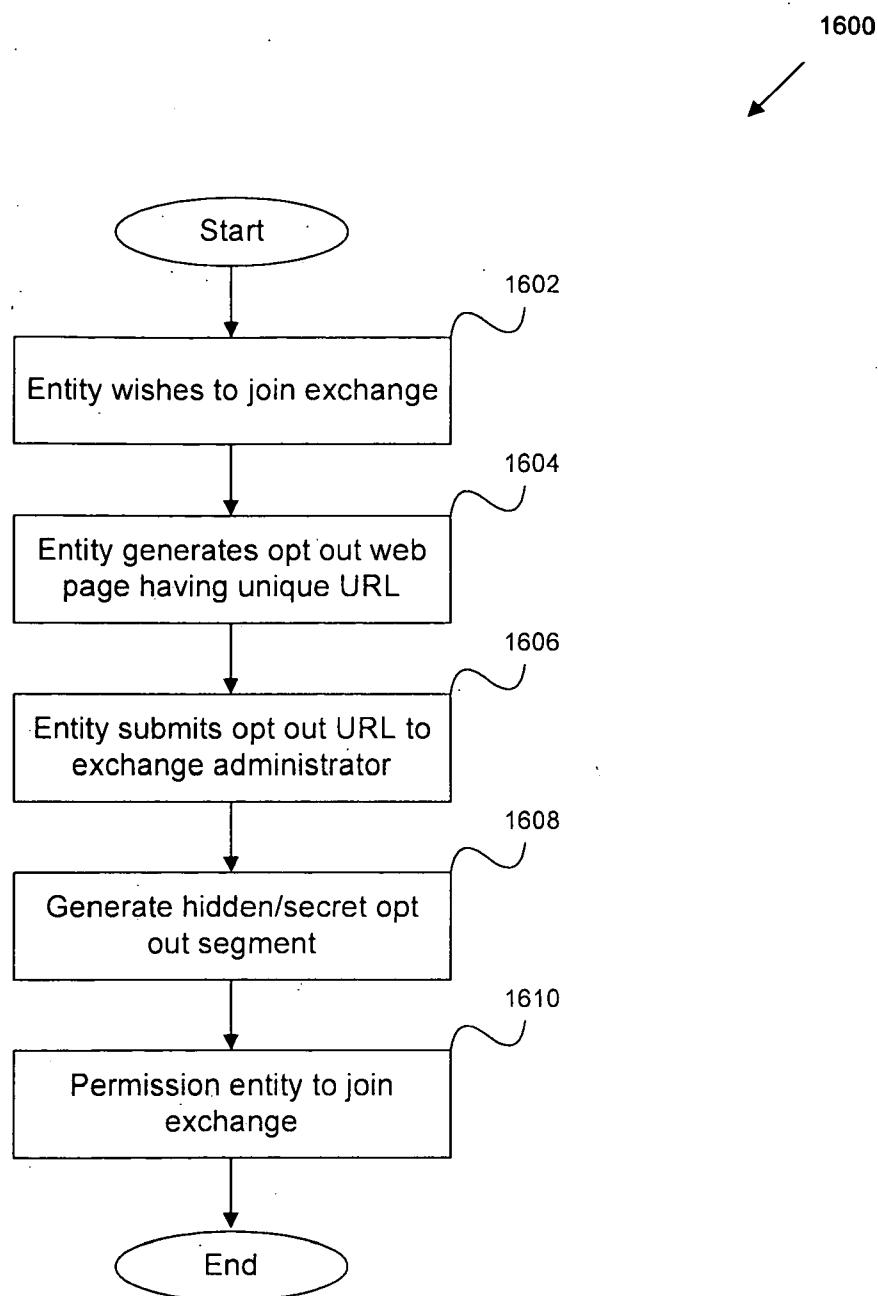 1600
Start
1602
Entity wishes to join exchange
1604
Entity generates opt out web
page having unique URL
1606
Entity submits opt out URL to
exchange administrator
1608
Generate hidden/secret opt
out segment
1610
Permission entity to join
exchange
End